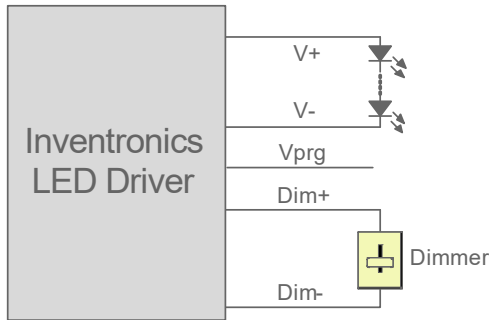 V+
V-
Inventronics
LED Driver
Vprg
Dim+
Dimmer
Dim-